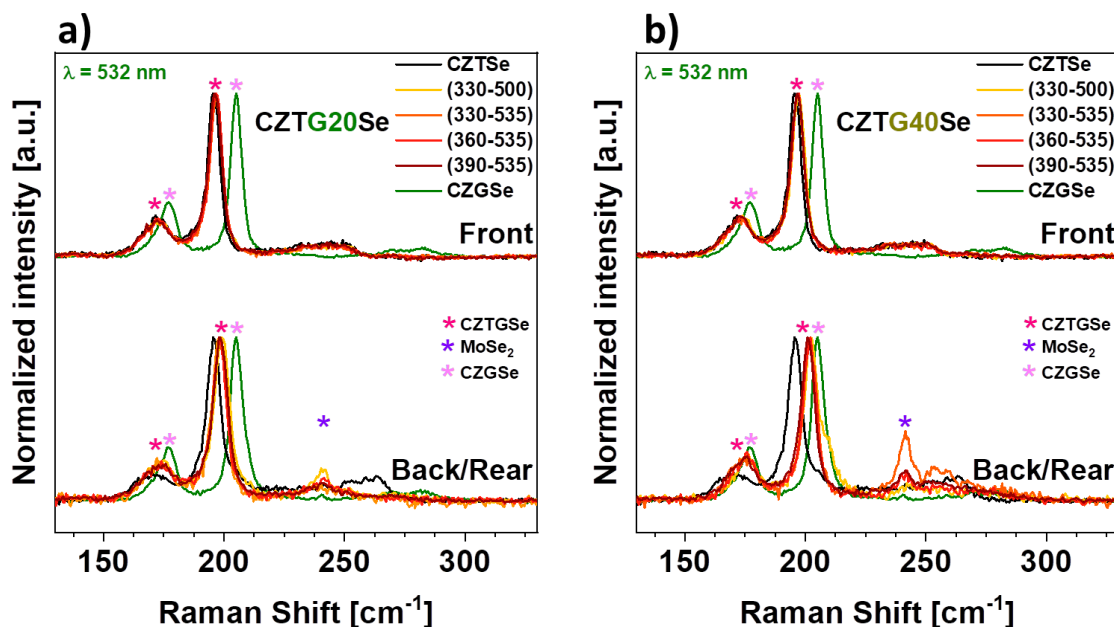 a)
Normalized intensity [a.u.]
λ = 532 nm
CZTG20Se
* *
CZTSe
(330-500)
(330-535)
(360-535)
(390-535)
CZGSe
* *
Front
* CZTGSe
* MoSe2
* CZGSe
* *
*
* *
Back/Rear
150 200 250 300
Raman Shift [cm-1]
b)
Normalized intensity [a.u.]
λ = 532 nm
CZTG40Se
* *
CZTSe
(330-500)
(330-535)
(360-535)
(390-535)
CZGSe
* *
Front
* CZTGSe
* MoSe2
* CZGSe
* *
*
* *
Back/Rear
150 200 250 300
Raman Shift [cm-1]